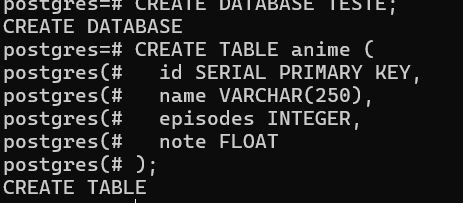 postgres=# CREATE DATABASE TESTE;
CREATE DATABASE
postgres=# CREATE TABLE anime (
postgres(#   id SERIAL PRIMARY KEY,
postgres(#   name VARCHAR(250),
postgres(#   episodes INTEGER,
postgres(#   note FLOAT
postgres(# );
CREATE TABLE